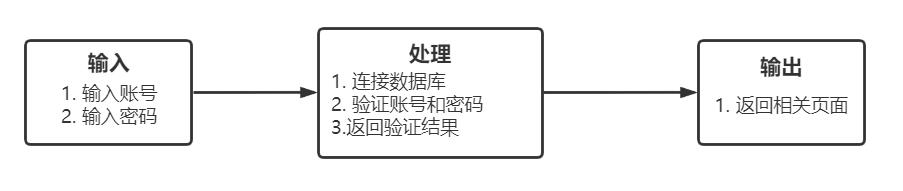 输入
1. 输入账号
2. 输入密码
处理
1. 连接数据库
2. 验证账号和密码
3.返回验证结果
输出
1. 返回相关页面